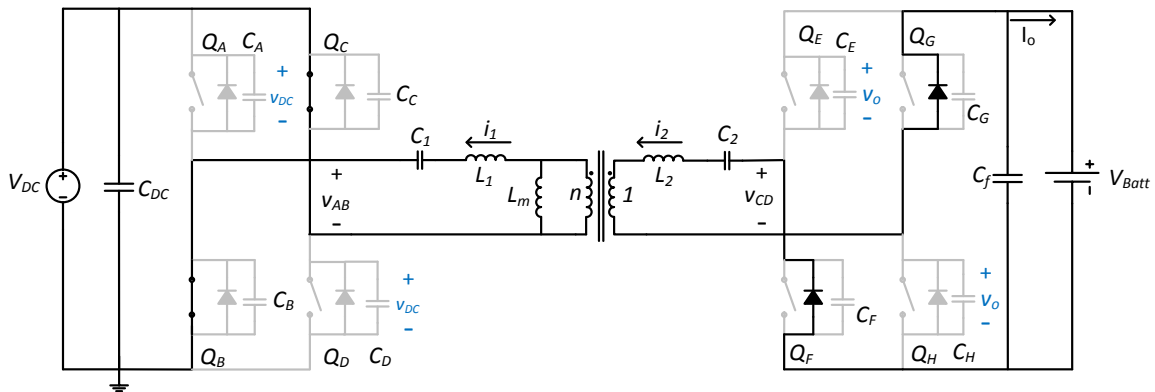 Q_A C_A Q_C Q_E C_E Q_G I_o
+ v_DC - C_C + v_o - C_G
C_1 i_1 i_2 C_2
V_DC + - C_DC + v_AB - L_1 L_m n 1 L_2 + v_CD - C_f + - V_Batt
C_B + v_DC - C_F + v_o -
Q_B Q_D C_D Q_F Q_H C_H